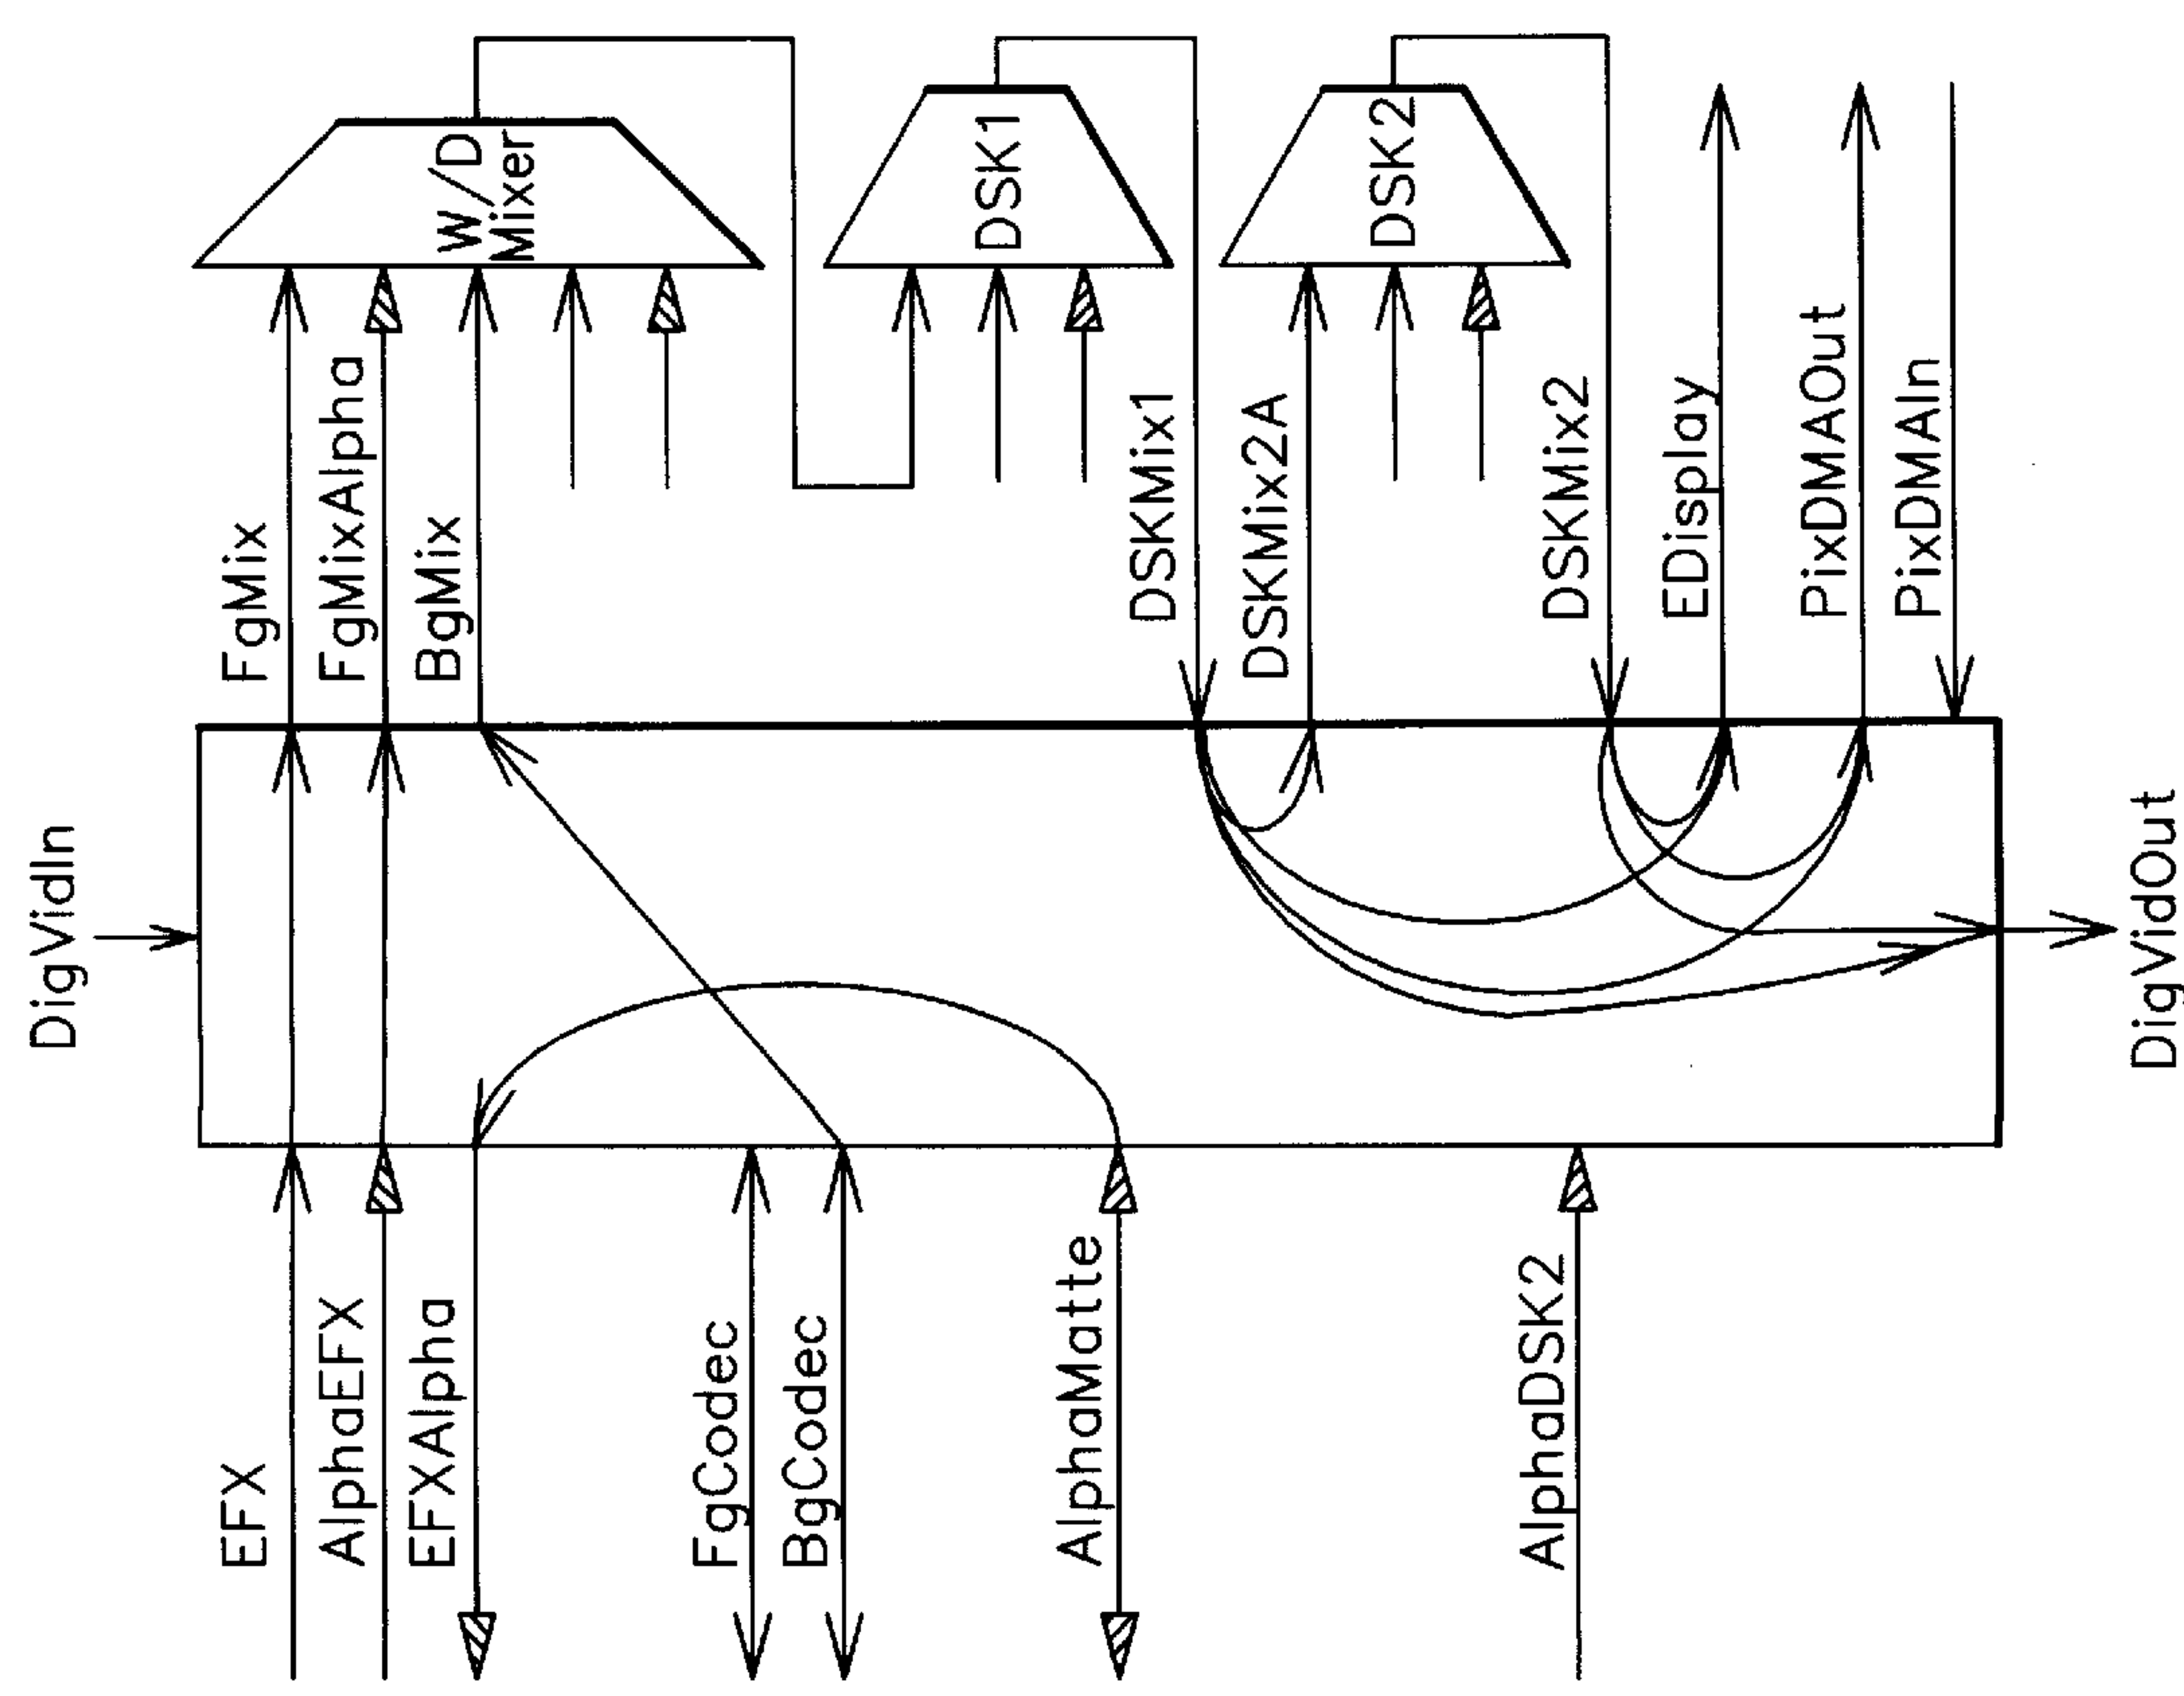 DigVidIn
EFX
AlphaEFX
EFXAlpha
FgCodec
BgCodec
AlphaMatte
AlphaDSK2
FgMix
FgMixAlpha
BgMix
DSKMix1
DSKMix2A
DSKMix2
EDisplay
PixDMAOut
PixDMAIn
W/D
Mixer
DSK1
DSK2
DigVidOut